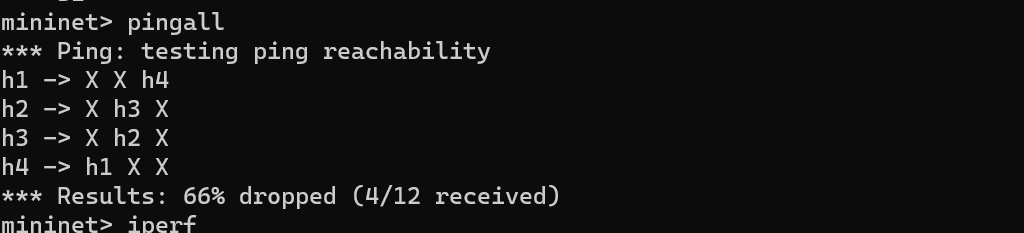 mininet> pingall
*** Ping: testing ping reachability
h1 -> X X h4
h2 -> X h3 X
h3 -> X h2 X
h4 -> h1 X X
*** Results: 66% dropped (4/12 received)
mininet> iperf